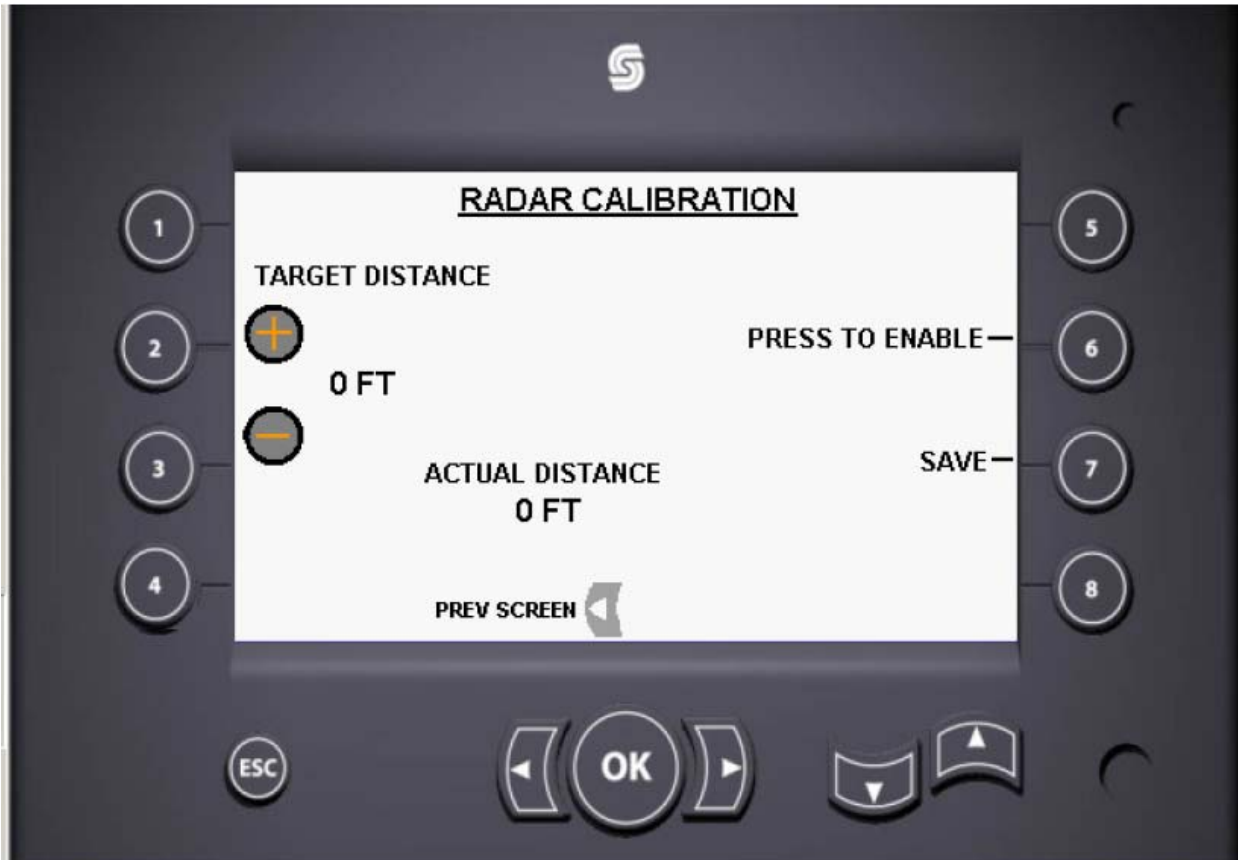 RADAR CALIBRATION
1
5
TARGET DISTANCE
2
PRESS TO ENABLE
6
0 FT
3
ACTUAL DISTANCE
SAVE
7
0 FT
4
PREV SCREEN
8
ESC
OK